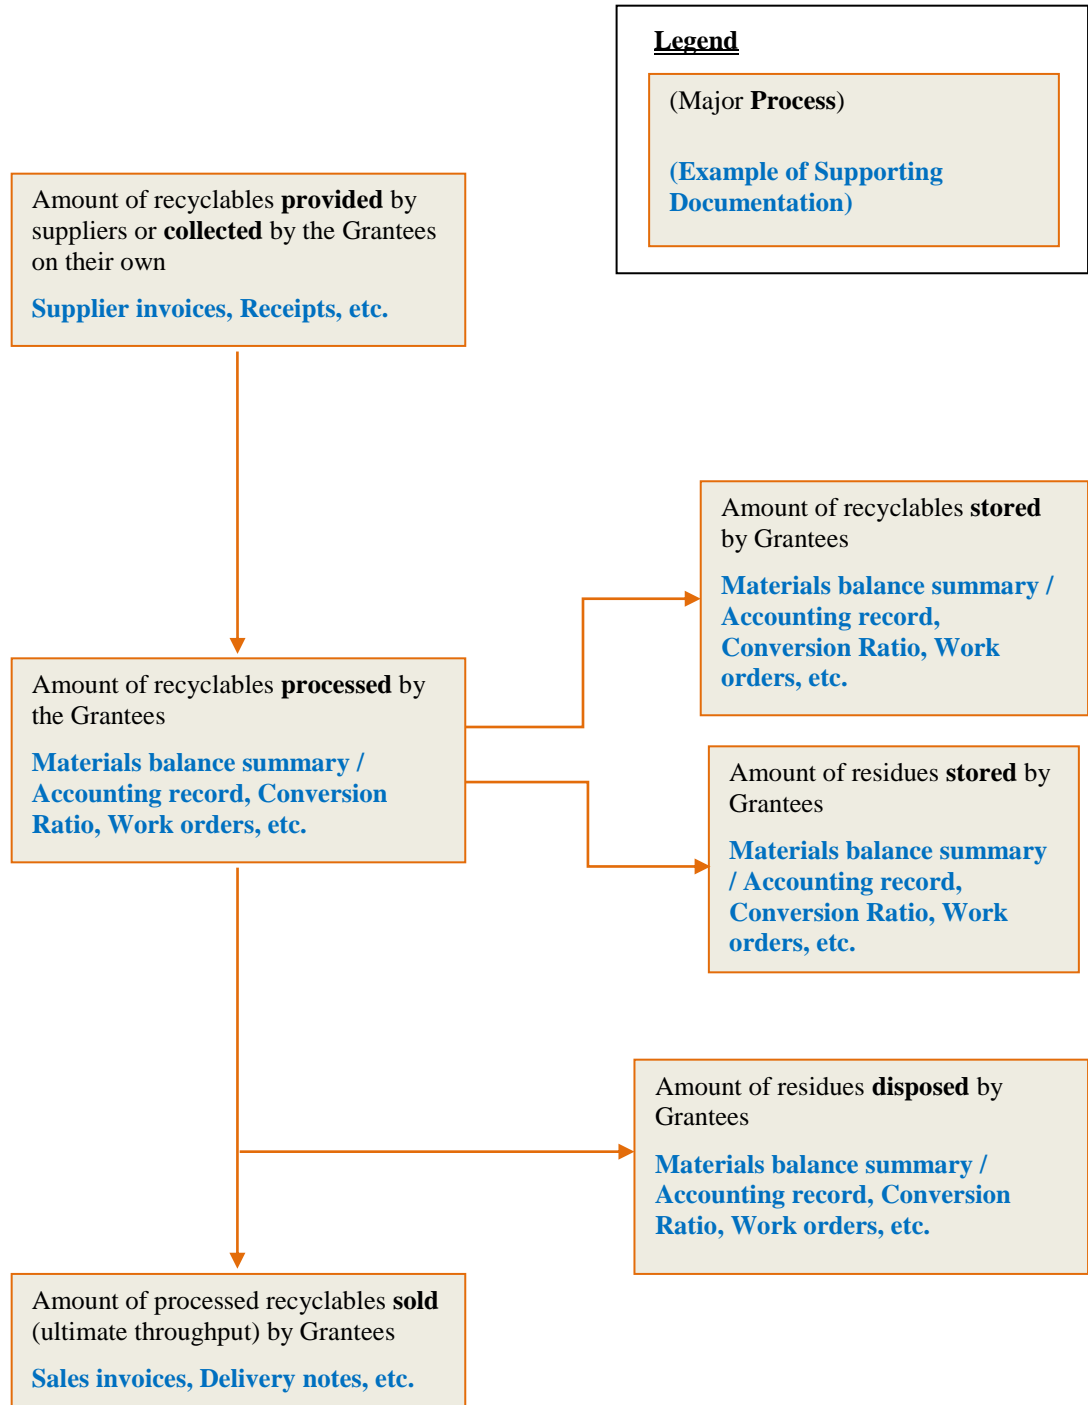 Legend
(Major Process)
(Example of Supporting
Documentation)
Amount of recyclables provided by
suppliers or collected by the Grantees
on their own
Supplier invoices, Receipts, etc.
Amount of recyclables stored
by Grantees
Materials balance summary /
Accounting record,
Conversion Ratio, Work
orders, etc.
Amount of recyclables processed by
the Grantees
Materials balance summary /
Accounting record, Conversion
Ratio, Work orders, etc.
Amount of residues stored by
Grantees
Materials balance summary
/ Accounting record,
Conversion Ratio, Work
orders, etc.
Amount of residues disposed by
Grantees
Materials balance summary /
Accounting record, Conversion
Ratio, Work orders, etc.
Amount of processed recyclables sold
(ultimate throughput) by Grantees
Sales invoices, Delivery notes, etc.